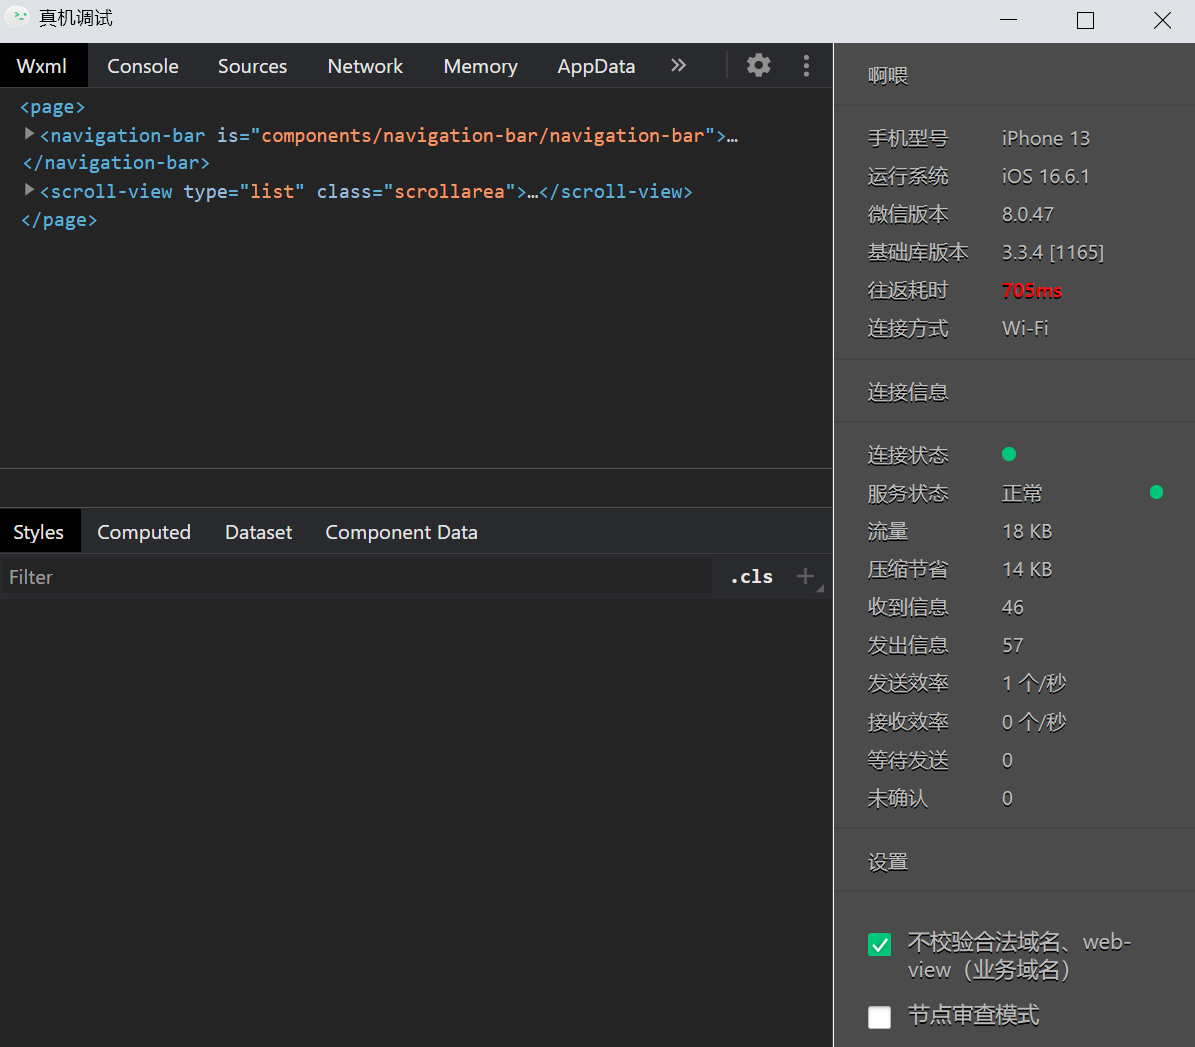 真机调试
Wxml Console Sources Network Memory AppData
<page>
<navigation-bar is="components/navigation-bar/navigation-bar">…
</navigation-bar>
<scroll-view type="list" class="scrollarea">…</scroll-view>
</page>
Styles Computed Dataset Component Data
Filter .cls
啊喂
手机型号 iPhone 13
运行系统 iOS 16.6.1
微信版本 8.0.47
基础库版本 3.3.4 [1165]
往返耗时 705ms
连接方式 Wi-Fi
连接信息
连接状态
服务状态 正常
流量 18 KB
压缩节省 14 KB
收到信息 46
发出信息 57
发送效率 1 个/秒
接收效率 0 个/秒
等待发送 0
未确认 0
设置
不校验合法域名、web-
view（业务域名）
节点审查模式